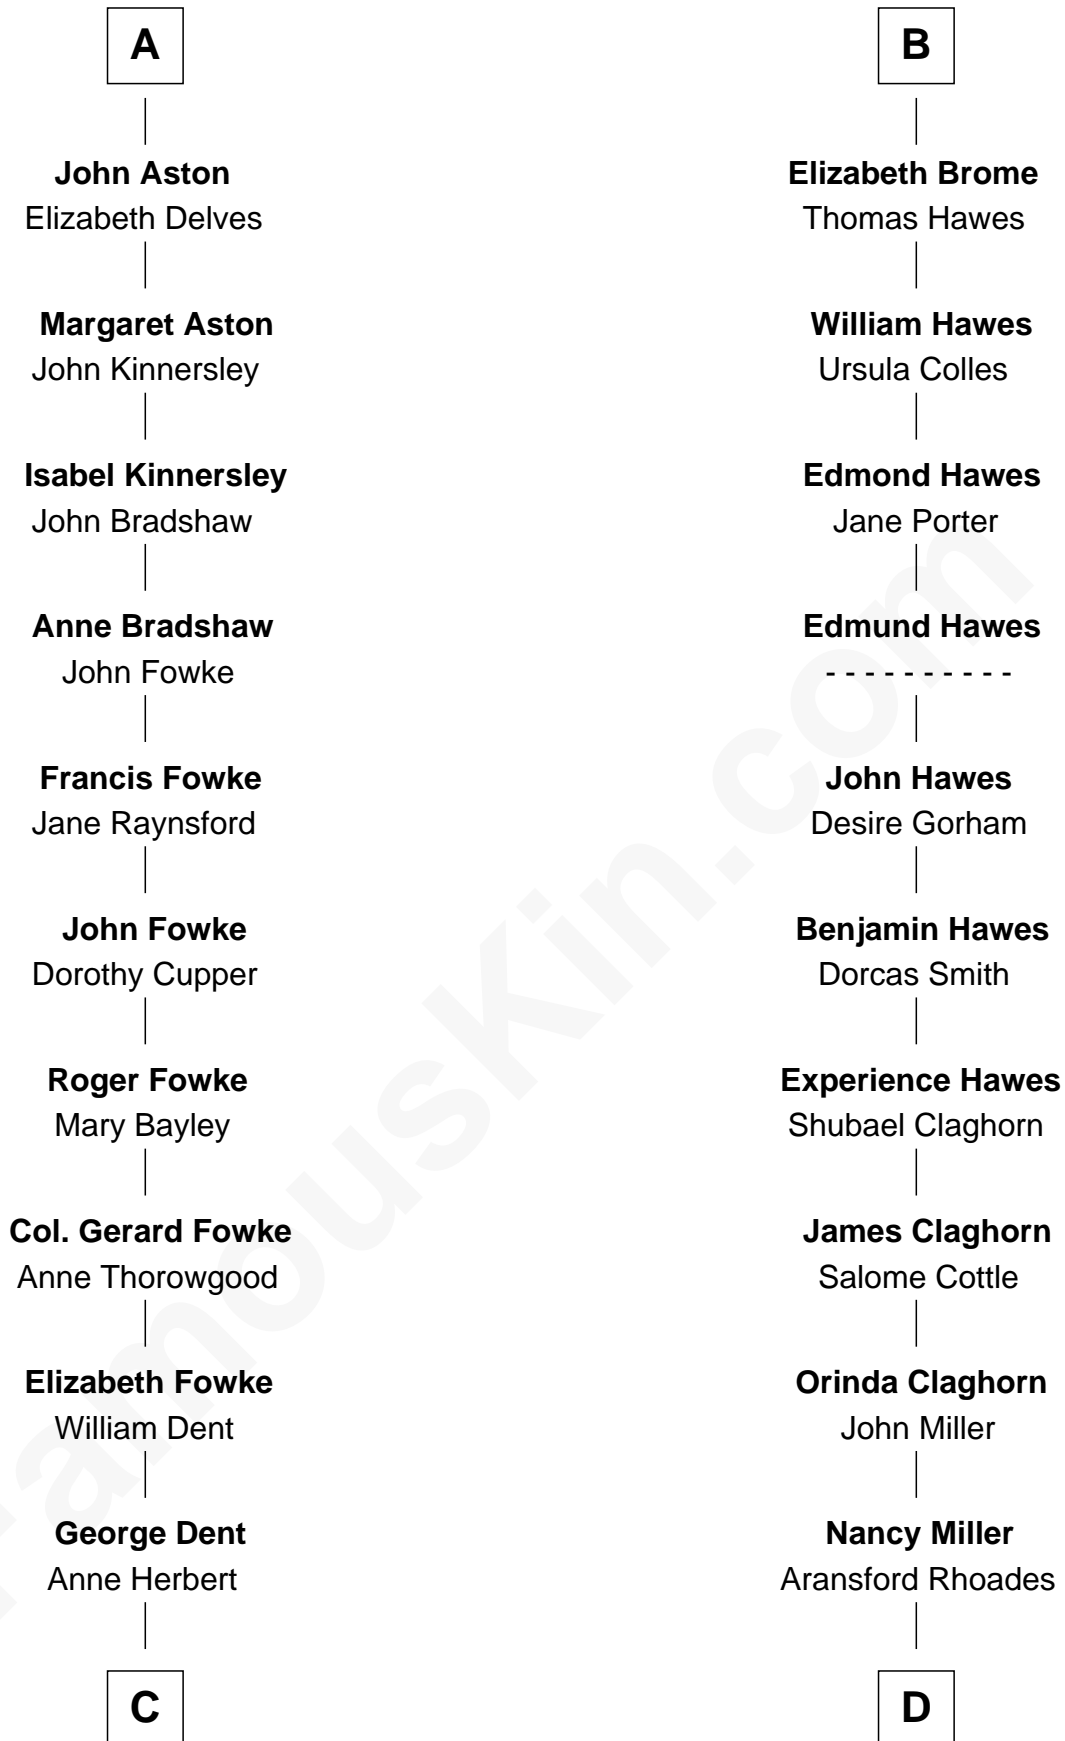 A
John Aston
Elizabeth Delves
Margaret Aston
John Kinnersley
Isabel Kinnersley
John Bradshaw
Anne Bradshaw
John Fowke
Francis Fowke
Jane Raynsford
John Fowke
Dorothy Cupper
Roger Fowke
Mary Bayley
Col. Gerard Fowke
Anne Thorowgood
Elizabeth Fowke
William Dent
George Dent
Anne Herbert
C
B
Elizabeth Brome
Thomas Hawes
William Hawes
Ursula Colles
Edmond Hawes
Jane Porter
Edmund Hawes
- - - - - - - - - -
John Hawes
Desire Gorham
Benjamin Hawes
Dorcas Smith
Experience Hawes
Shubael Claghorn
James Claghorn
Salome Cottle
Orinda Claghorn
John Miller
Nancy Miller
Aransford Rhoades
D
FamousKin.com